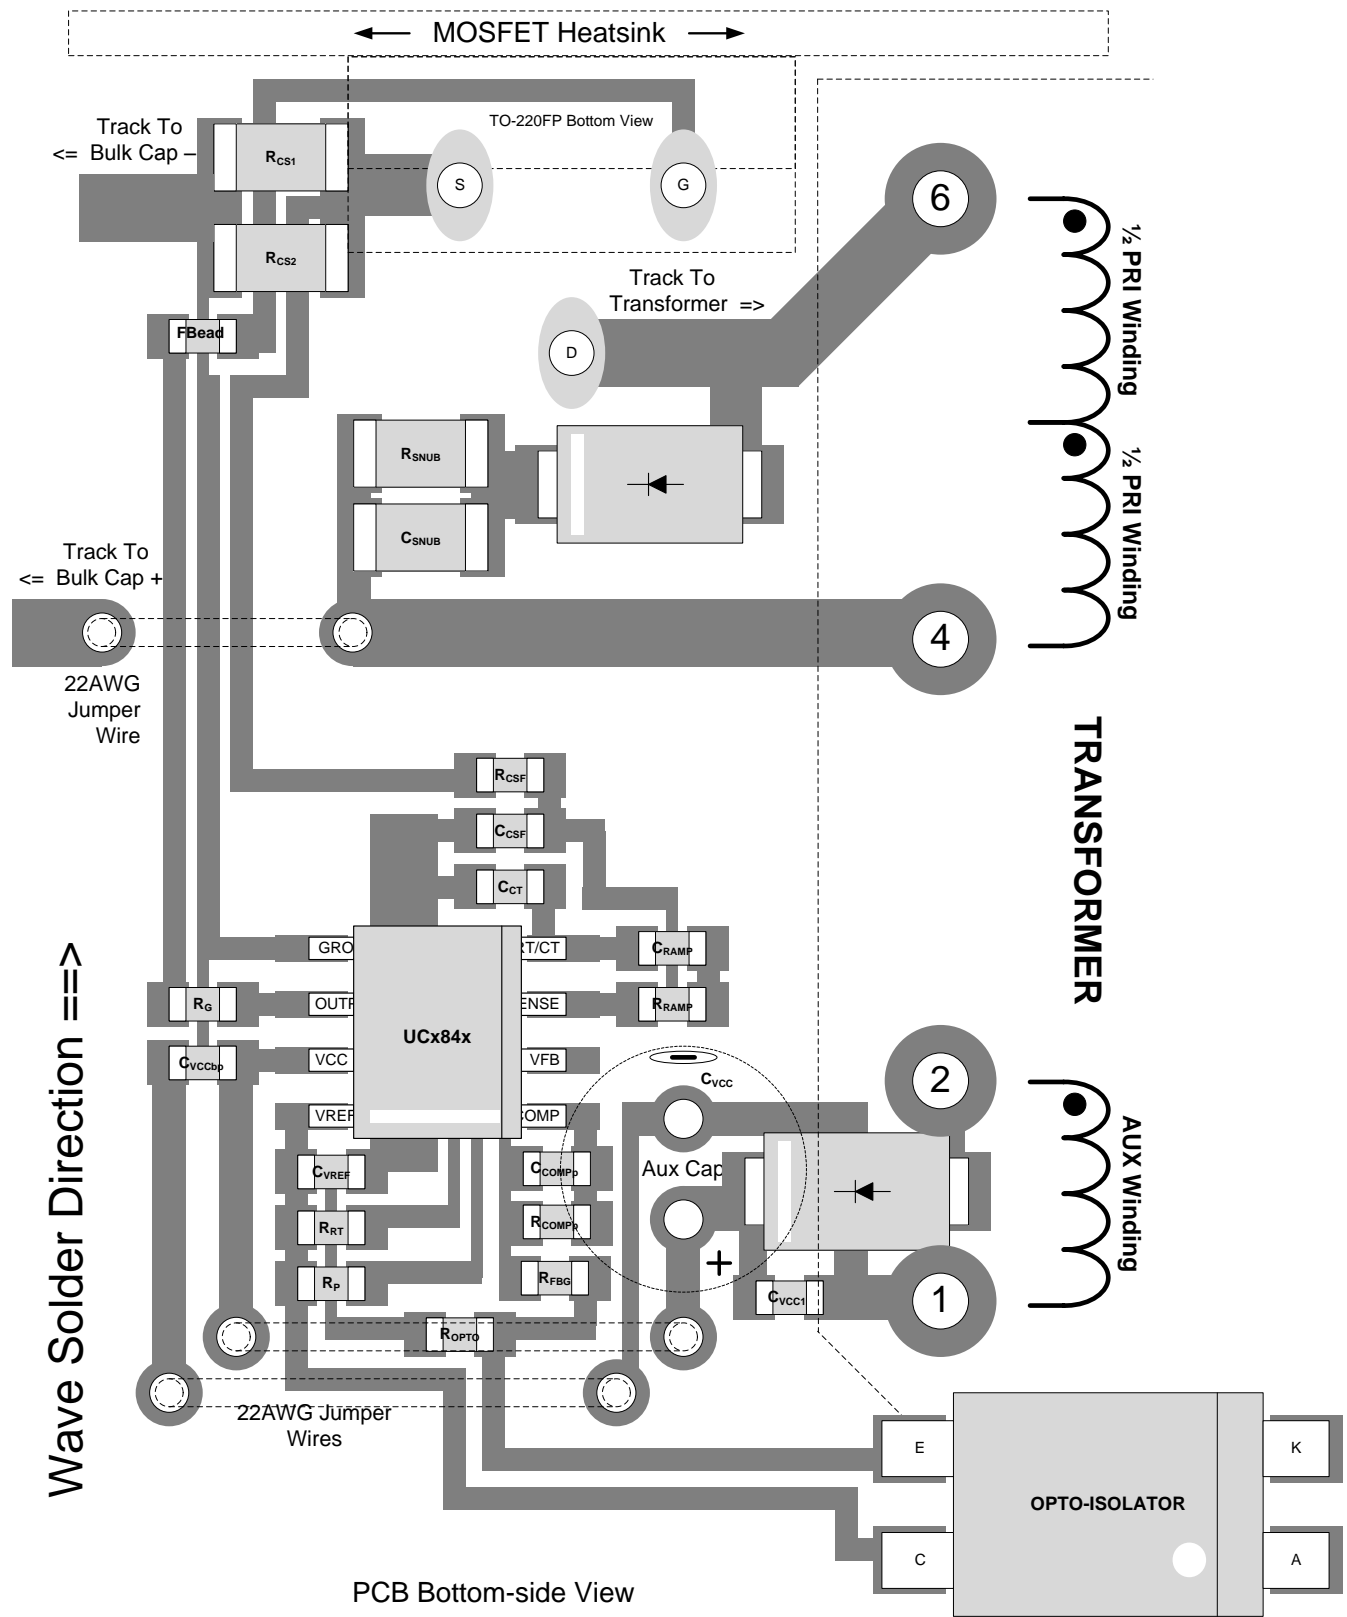 MOSFET Heatsink
Track To
<= Bulk Cap –
TO-220FP Bottom View
RCS1
S
G
6
RCS2
½ PRI Winding
Track To
Transformer =>
FBead
D
RSNUB
½ PRI Winding
CSNUB
Track To
<= Bulk Cap +
4
22AWG
Jumper
Wire
TRANSFORMER
RCSF
CCSF
CCT
GRO
RT/CT
CRAMP
RG
OUTP
ENSE
RRAMP
UCx84x
CVCCbp
VCC
VFB
CVCC
2
VREF
COMP
AUX Winding
CVREF
CCOMPp
Aux Cap
RRT
RCOMPp
+
RP
RFBG
CVCC1
1
ROPTO
22AWG Jumper
Wires
Wave Solder Direction ==>
E
K
OPTO-ISOLATOR
C
A
PCB Bottom-side View